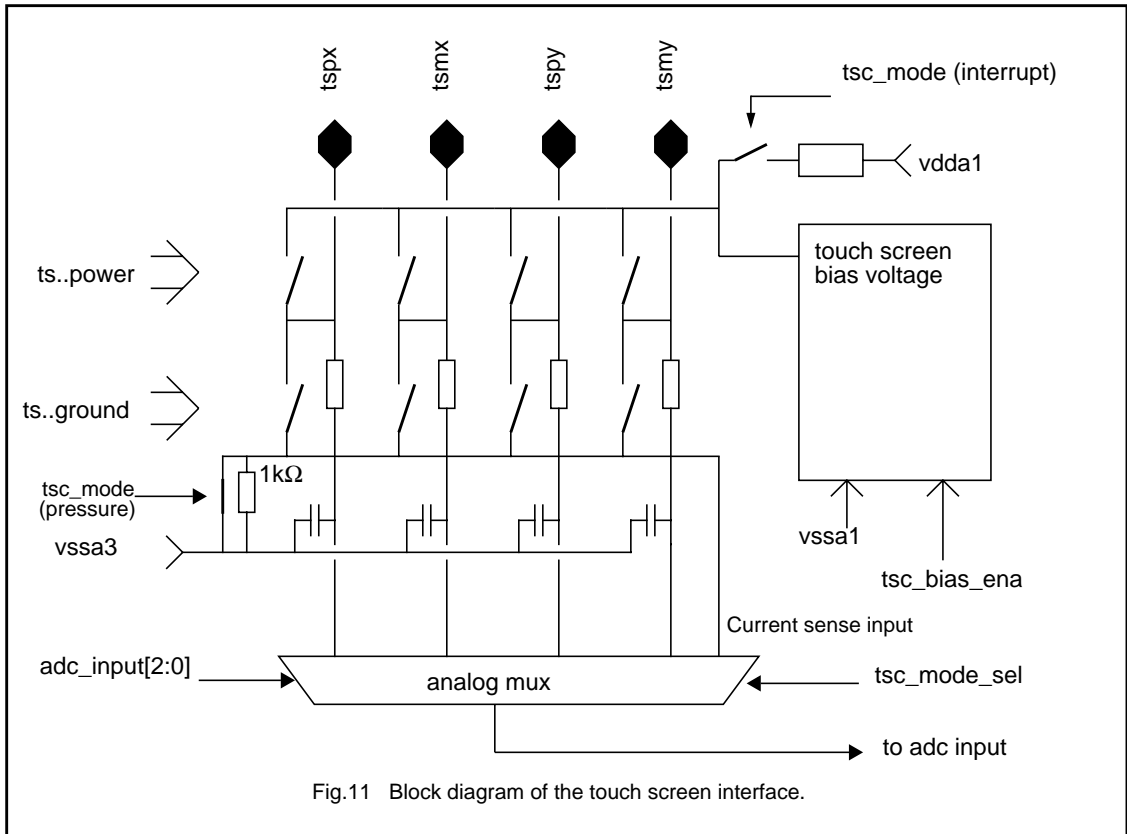 tspx
tsmx
tspy
tsmy
tsc_mode (interrupt)
vdda1
touch screen
bias voltage
ts..power
ts..ground
1kΩ
tsc_mode
(pressure)
vssa3
vssa1
tsc_bias_ena
Current sense input
adc_input[2:0]
analog mux
tsc_mode_sel
to adc input
Fig.11 Block diagram of the touch screen interface.